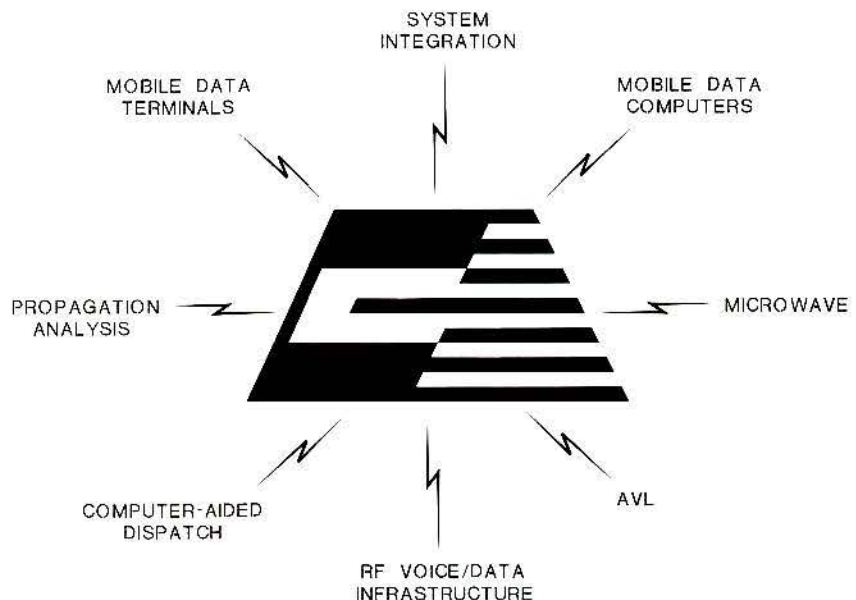 SYSTEM
INTEGRATION
MOBILE DATA
TERMINALS
MOBILE DATA
COMPUTERS
PROPAGATION
ANALYSIS
MICROWAVE
COMPUTER-AIDED
DISPATCH
AVL
RF VOICE/DATA
INFRASTRUCTURE